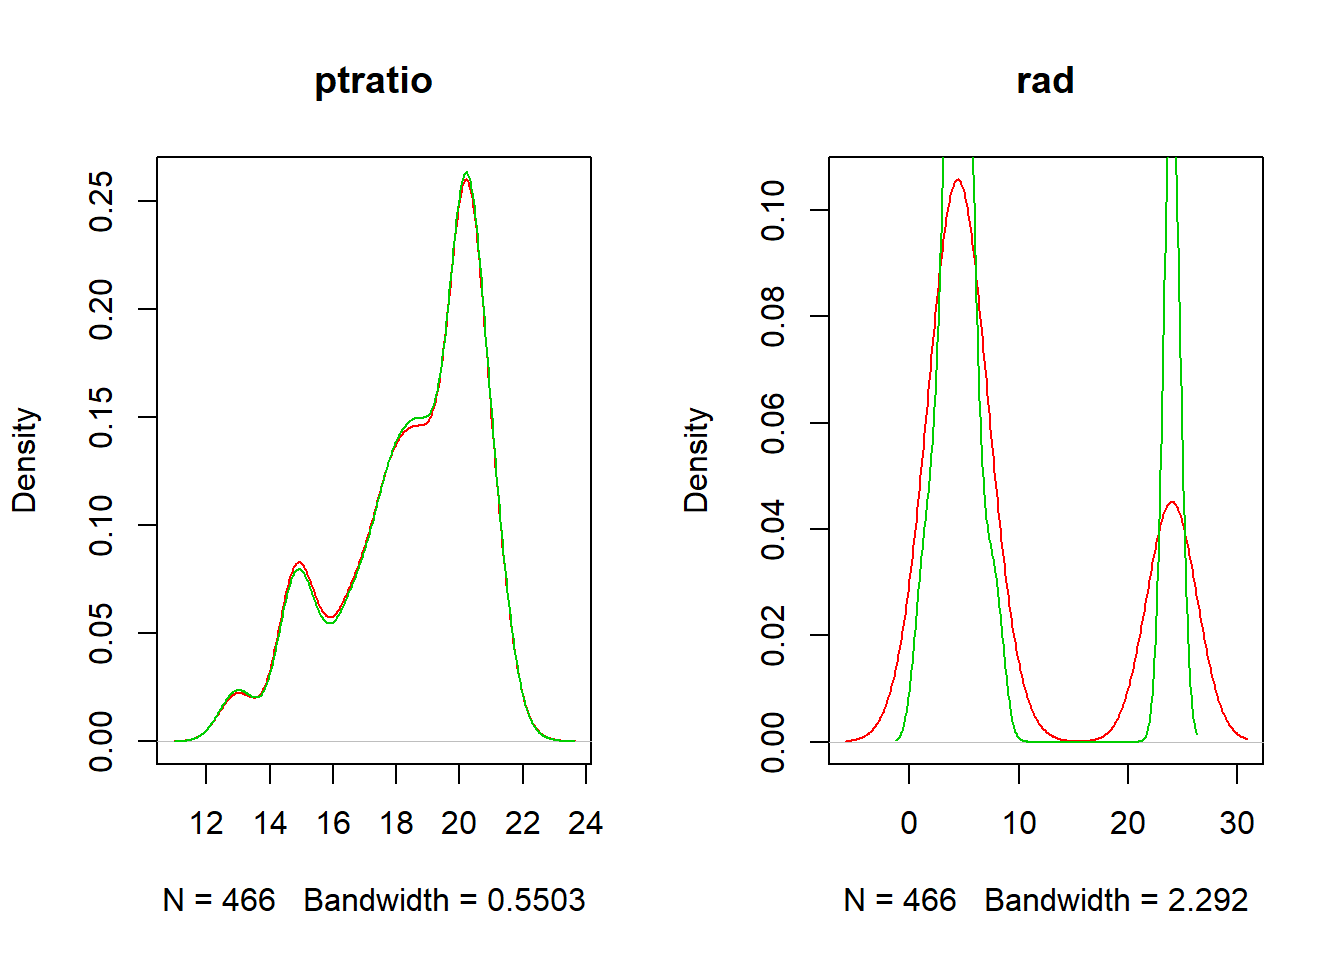 ptratio
Density
0.00 0.05 0.10 0.15 0.20 0.25
12 14 16 18 20 22 24
N = 466 Bandwidth = 0.5503
rad
Density
0.00 0.02 0.04 0.06 0.08 0.10
0 10 20 30
N = 466 Bandwidth = 2.292